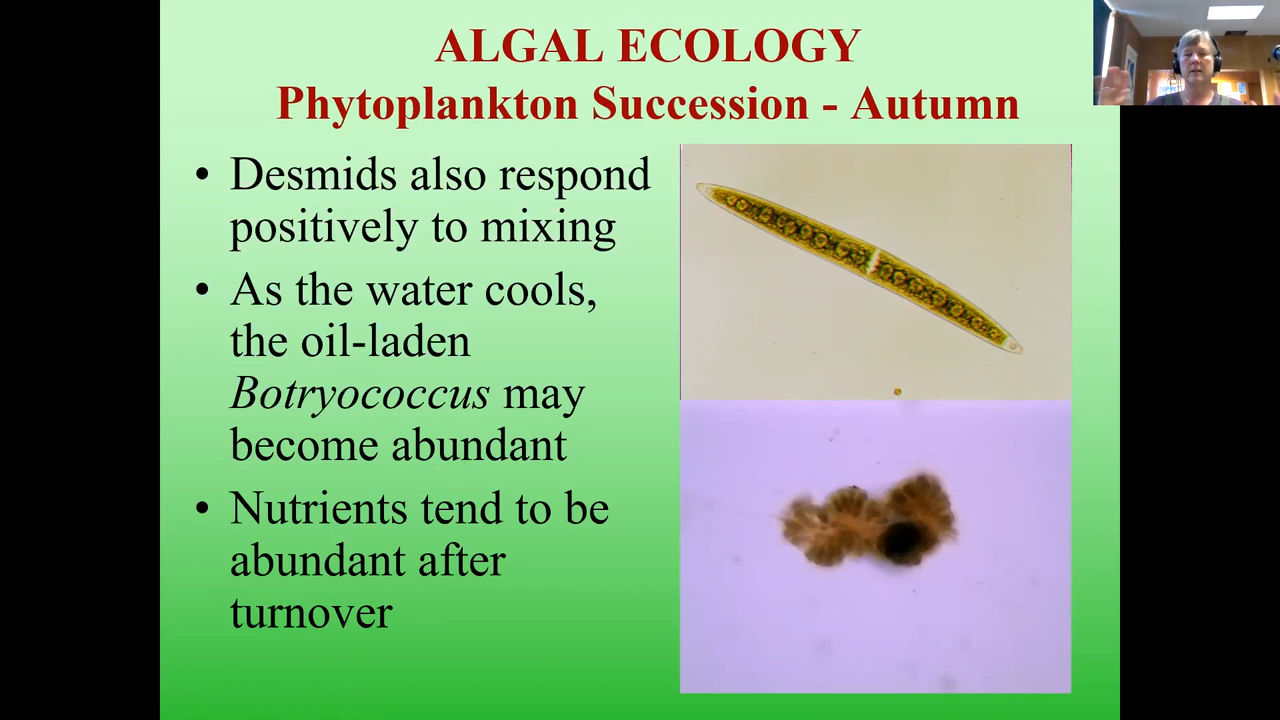 ALGAL ECOLOGY
Phytoplankton Succession - Autumn
• Desmids also respond
positively to mixing
• As the water cools,
the oil-laden
Botryococcus may
become abundant
• Nutrients tend to be
abundant after
turnover